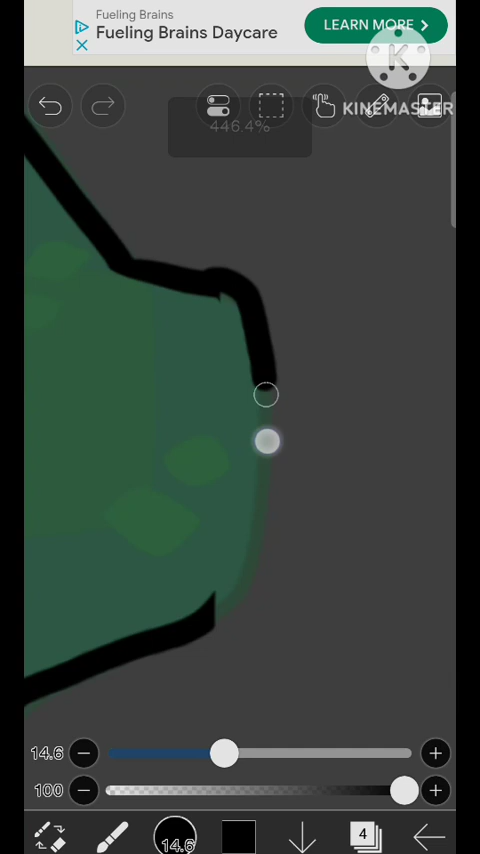 Fueling Brains
Fueling Brains Daycare
LEARN MORE
K
KINEMASTER
446.4%
14.6
100
14.6
4